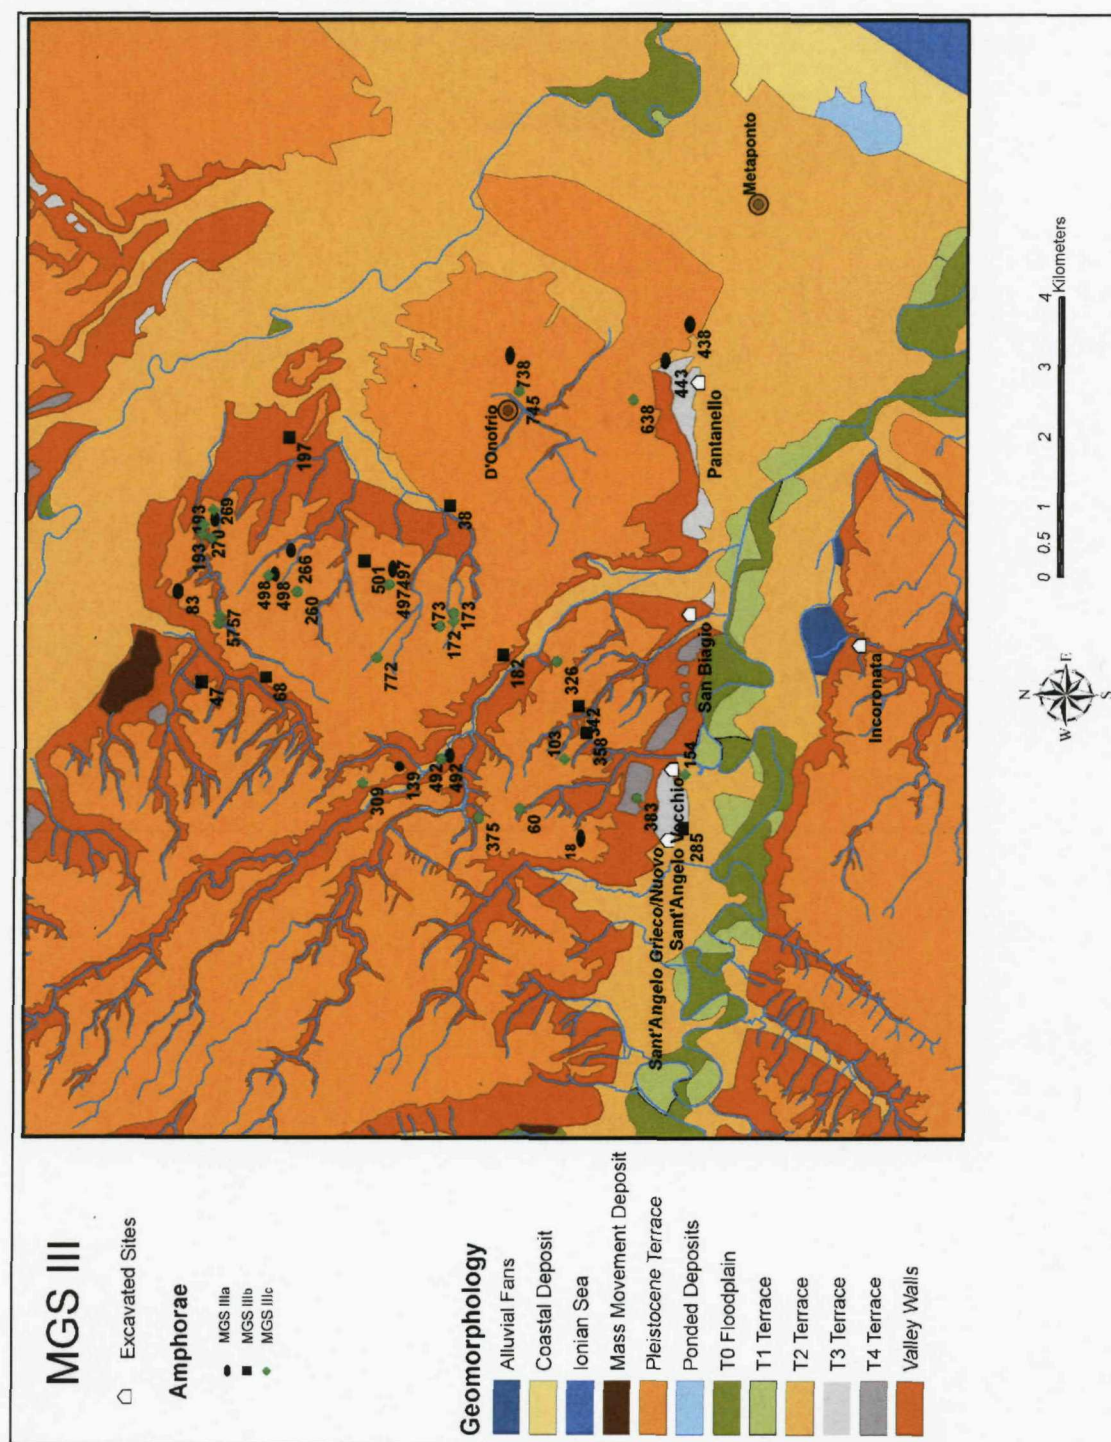 MGS III
Excavated Sites
Amphorae
MGS IIIa
MGS IIIb
MGS IIIc
Geomorphology
Alluvial Fans
Coastal Deposit
Ionian Sea
Mass Movement Deposit
Pleistocene Terrace
Ponded Deposits
T0 Floodplain
T1 Terrace
T2 Terrace
T3 Terrace
T4 Terrace
Valley Walls
47
68
83
5757
193
193
270
269
498
498
266
260
197
501
497
497
772
173
172
173
38
309
139
492
492
182
375
60
18
103
326
342
358
383
154
285
D'Onofrio
738
745
638
443
438
Pantanello
Metaponto
San Biagio
Sant'Angelo Grieco/Nuovo
Sant'Angelo Vecchio
Incoronata
N
W
E
S
0 0.5 1 2 3 4
Kilometers